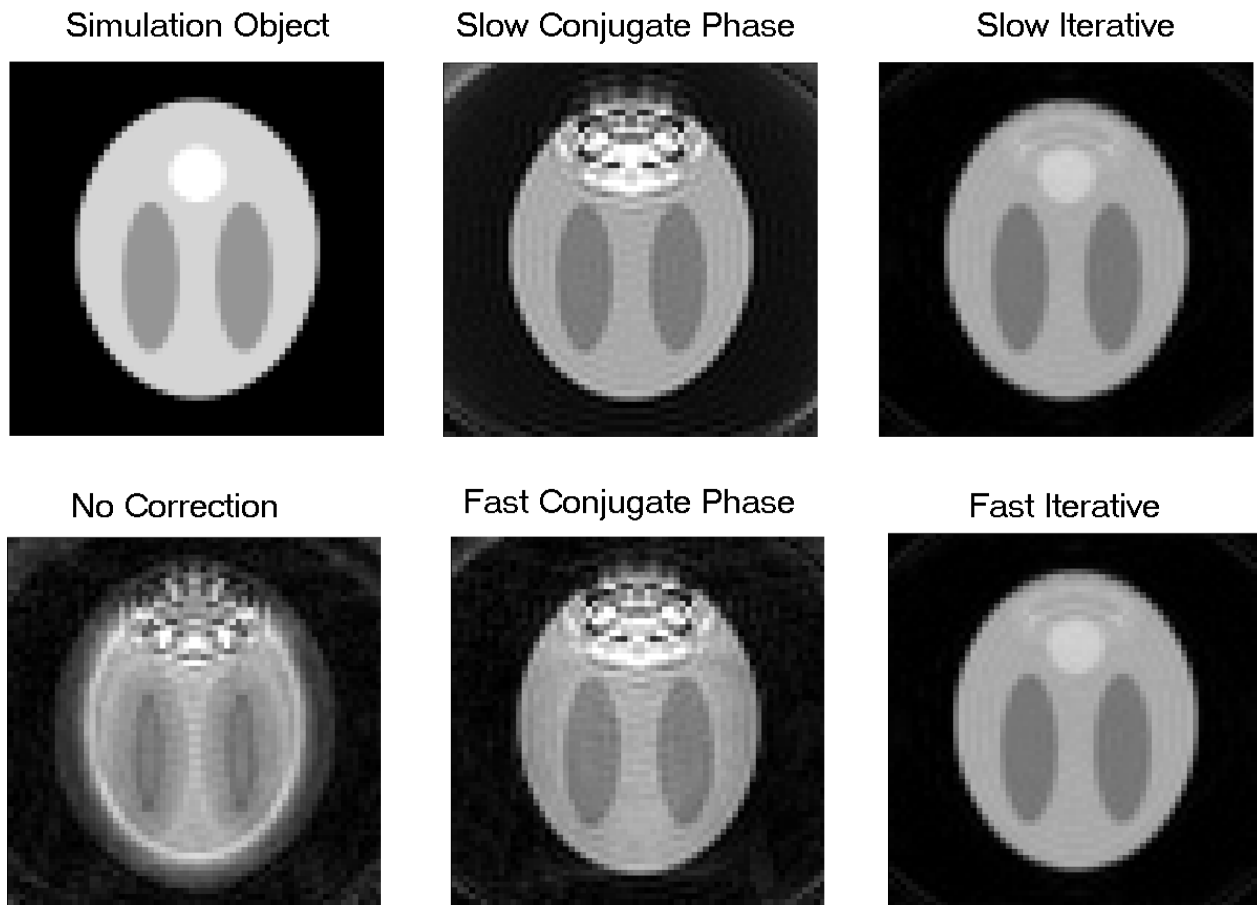 Simulation Object
Slow Conjugate Phase
Slow Iterative
No Correction
Fast Conjugate Phase
Fast Iterative